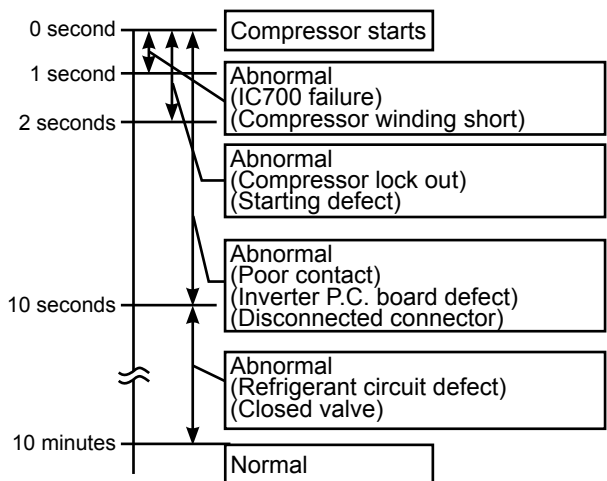 0 second
Compressor starts
1 second
Abnormal
(IC700 failure)
(Compressor winding short)
2 seconds
Abnormal
(Compressor lock out)
(Starting defect)
Abnormal
(Poor contact)
(Inverter P.C. board defect)
(Disconnected connector)
10 seconds
Abnormal
(Refrigerant circuit defect)
(Closed valve)
10 minutes
Normal